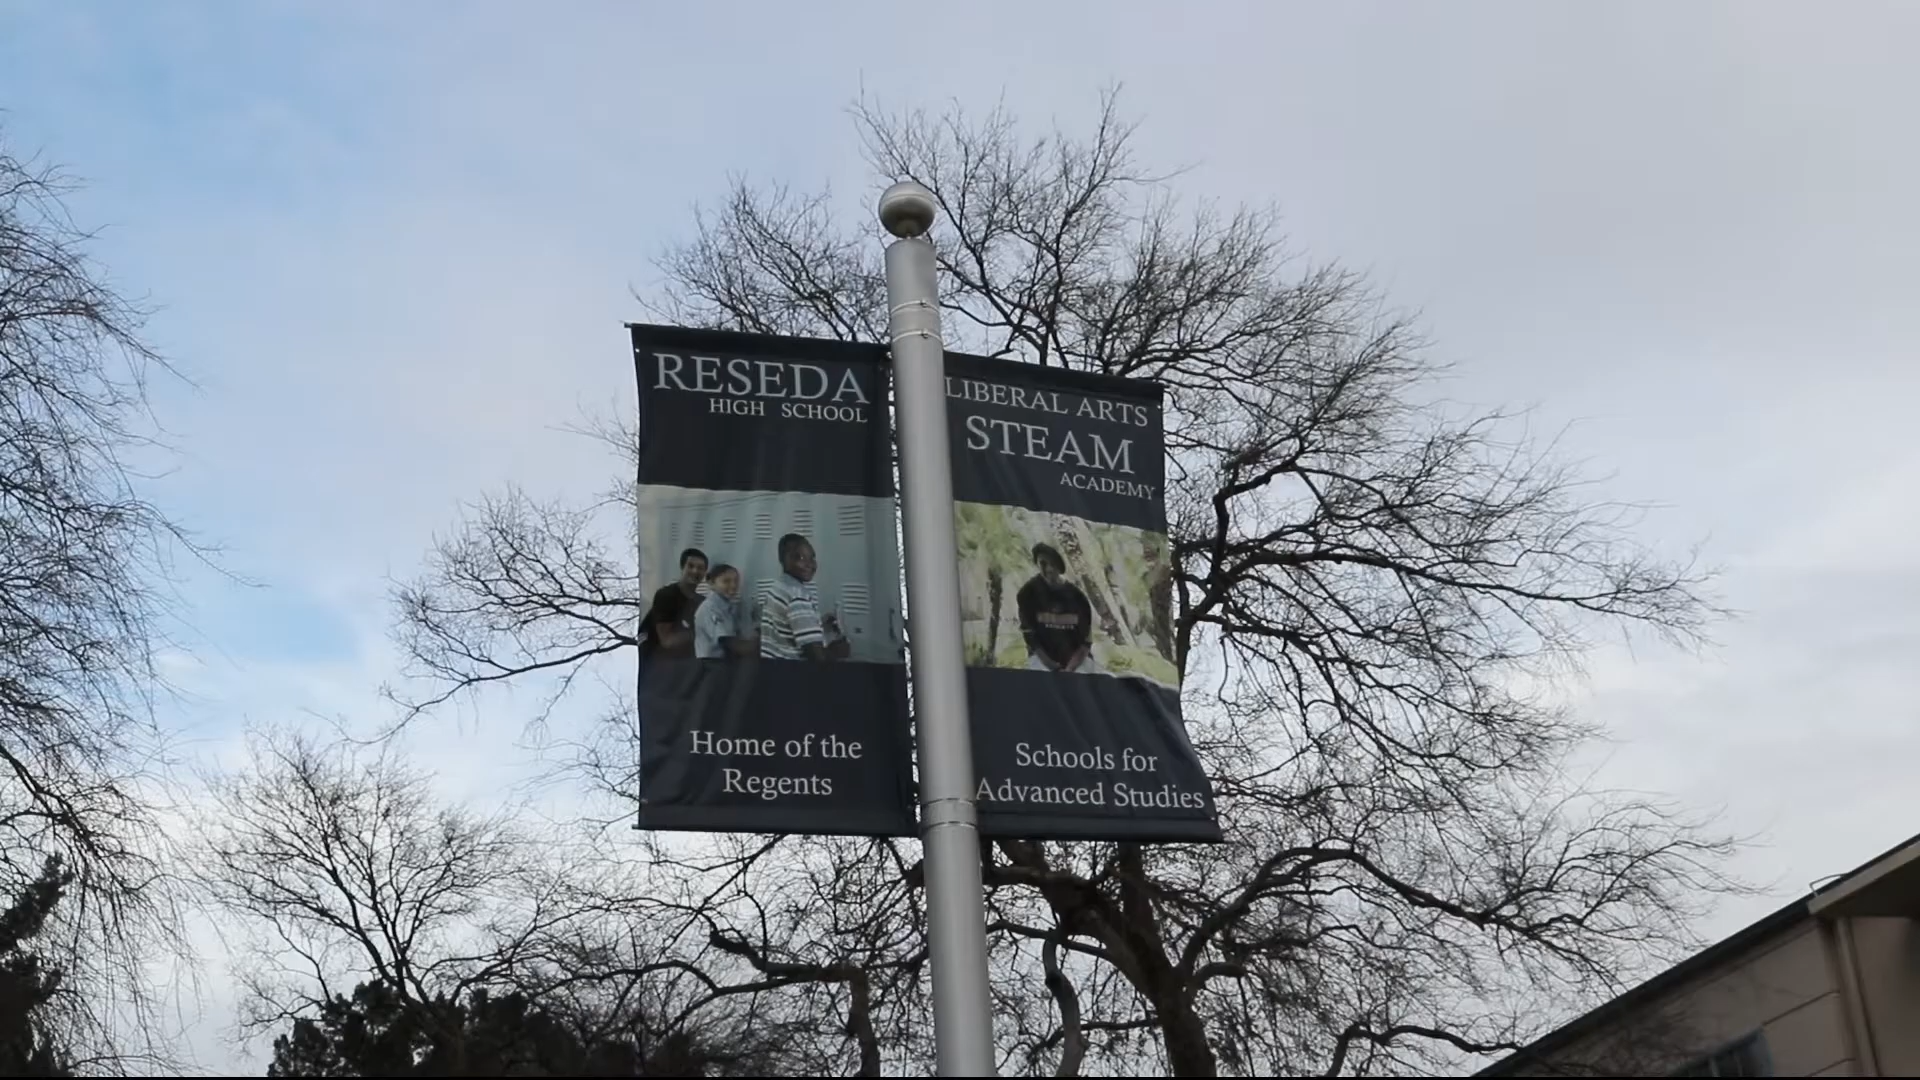 RESEDA
HIGH SCHOOL
Home of the
Regents
LIBERAL ARTS
STEAM
ACADEMY
Schools for
Advanced Studies